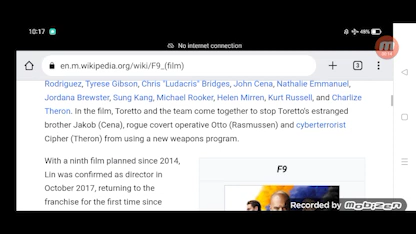 10:17
48%
No internet connection
en.m.wikipedia.org/wiki/F9_(film)
3
Rodriguez, Tyrese Gibson, Chris "Ludacris" Bridges, John Cena, Nathalie Emmanuel,
Jordana Brewster, Sung Kang, Michael Rooker, Helen Mirren, Kurt Russell, and Charlize
Theron. In the film, Toretto and the team come together to stop Toretto's estranged
brother Jakob (Cena), rogue covert operative Otto (Rasmussen) and cyberterrorist
Cipher (Theron) from using a new weapons program.
With a ninth film planned since 2014,
Lin was confirmed as director in
October 2017, returning to the
franchise for the first time since
F9
Recorded by mobizen